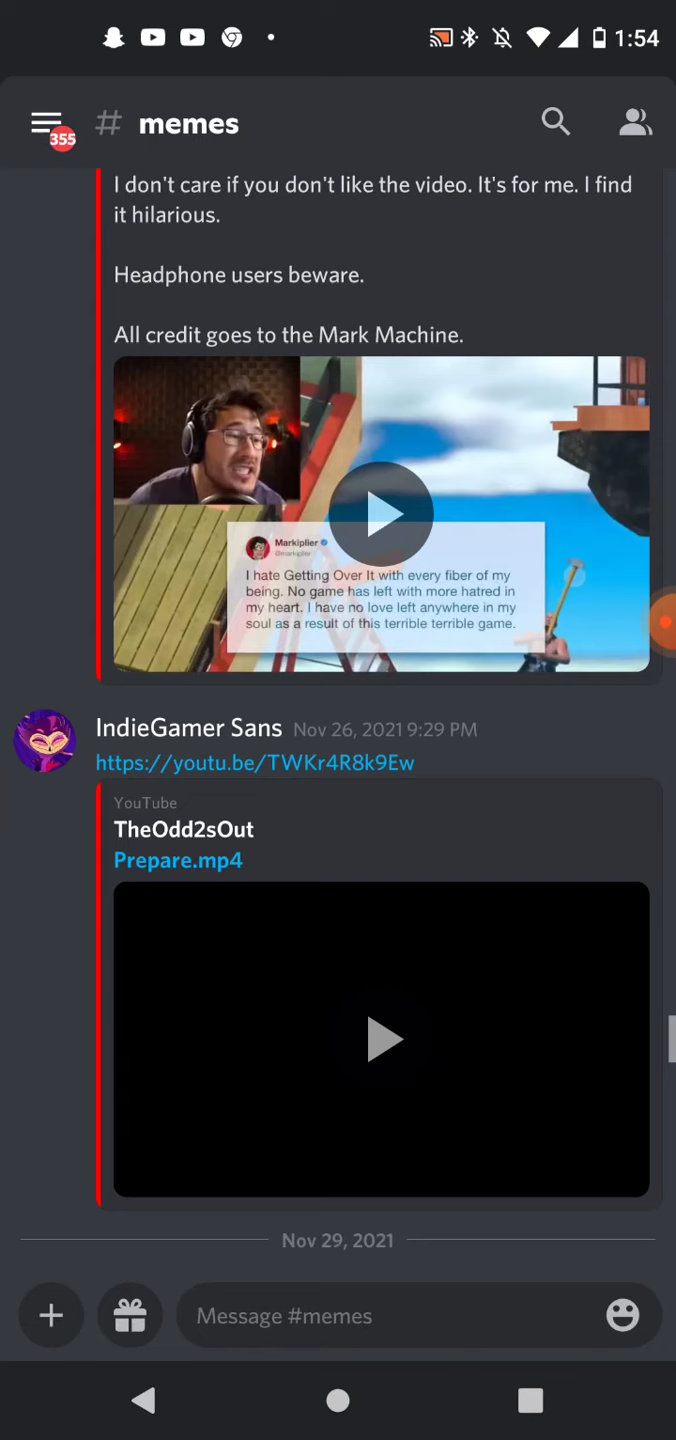 1:54
355
# memes
I don't care if you don't like the video. It's for me. I find
it hilarious.
Headphone users beware.
All credit goes to the Mark Machine.
Markiplier
@markiplier
I hate Getting Over It with every fiber of my
being. No game has left with more hatred in
my heart. I have no love left anywhere in my
soul as a result of this terrible terrible game.
IndieGamer Sans Nov 26, 2021 9:29 PM
https://youtu.be/TWKr4R8k9Ew
YouTube
TheOdd2sOut
Prepare.mp4
Nov 29, 2021
Message #memes